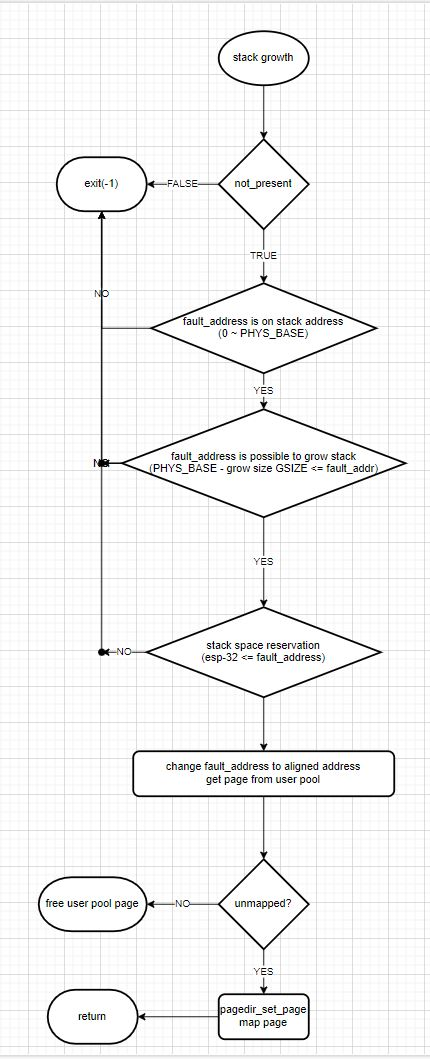 stack growth
exit(-1)
FALSE
not_present
TRUE
NO
fault_address is on stack address
(0 ~ PHYS_BASE)
YES
fault_address is possible to grow stack
NO
(PHYS_BASE - grow size GSIZE <= fault_addr)
YES
stack space reservation
NO
(esp-32 <= fault_address)
change fault_address to aligned address
get page from user pool
free user pool page
NO
unmapped?
YES
return
pagedir_set_page
map page